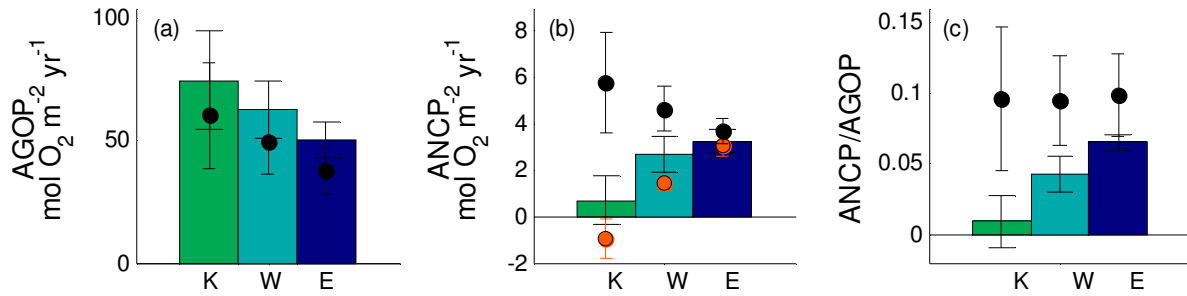 (a)
AGOP
mol O₂ m⁻² yr⁻¹
100
50
0
K W E
(b)
ANCP
mol O₂ m⁻² yr⁻¹
8
6
4
2
0
-2
K W E
(c)
ANCP/AGOP
0.15
0.1
0.05
0
K W E